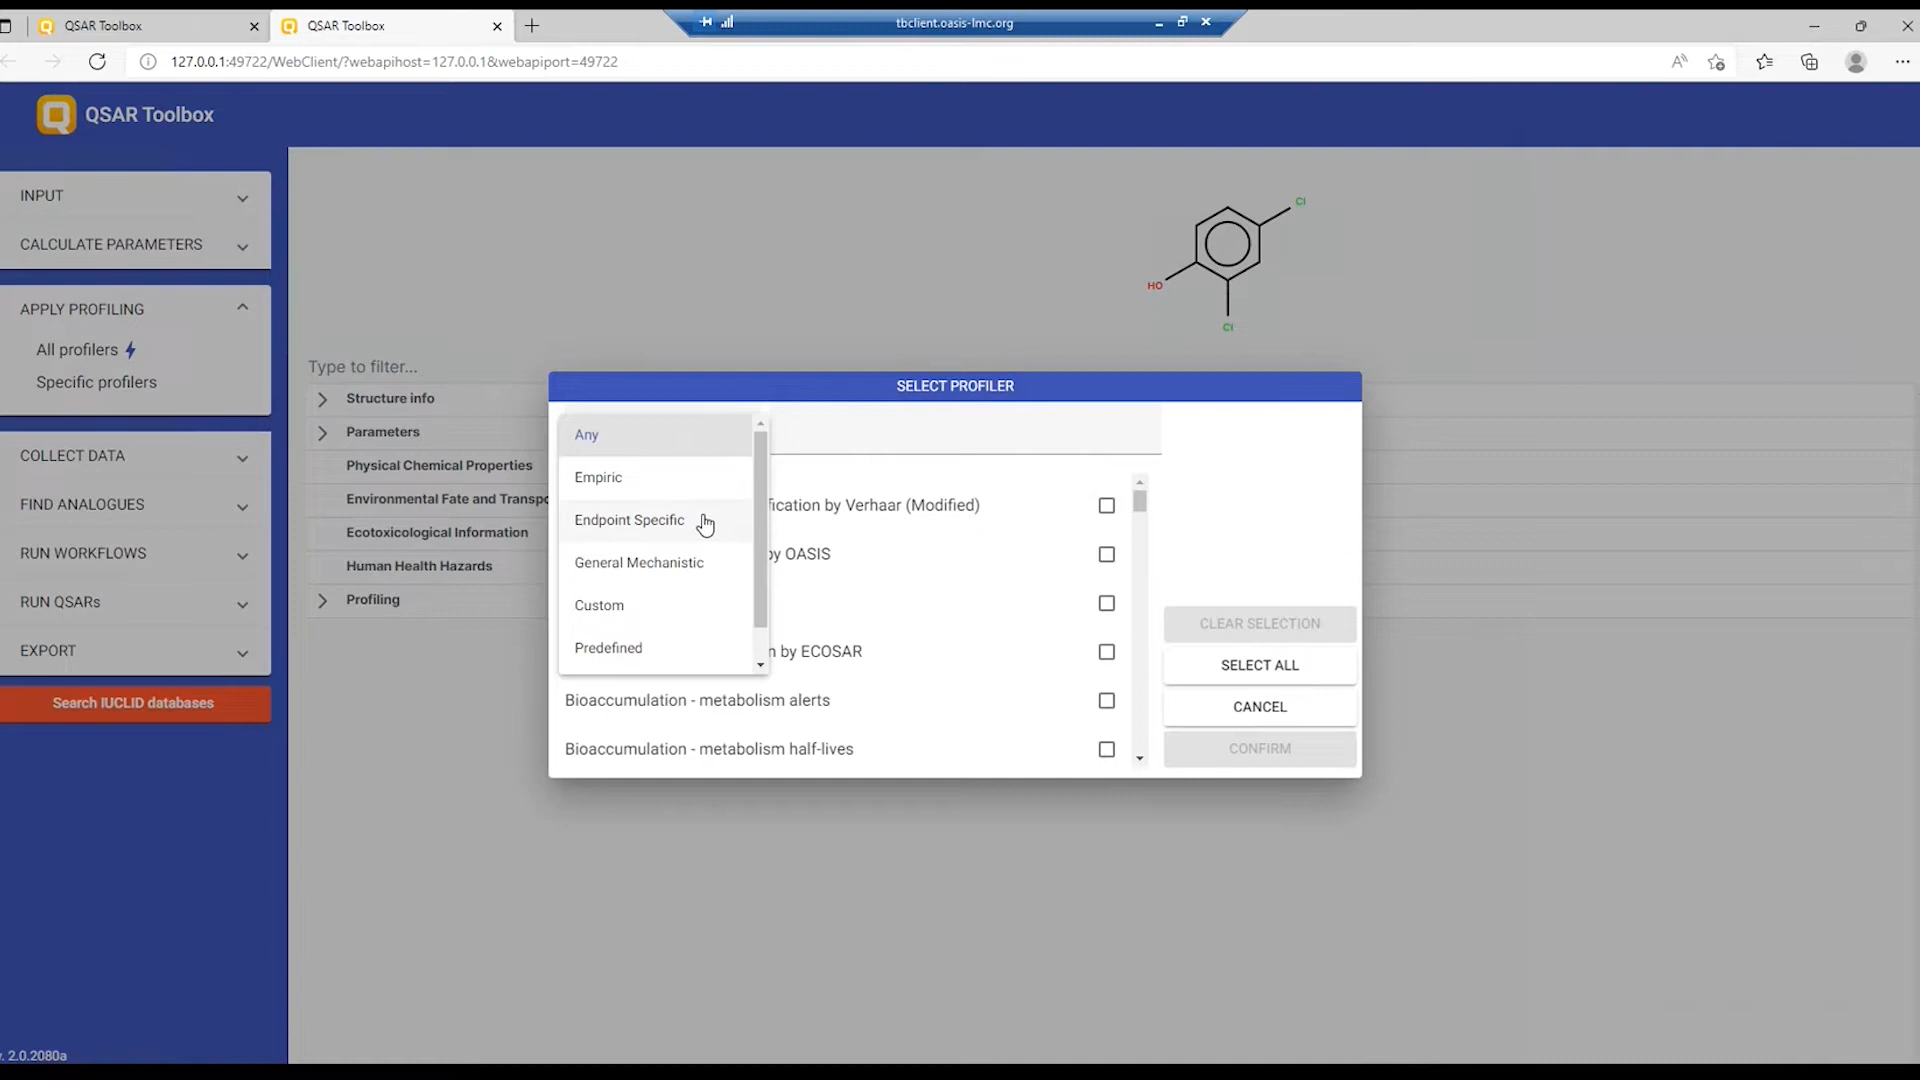 QSAR Toolbox
QSAR Toolbox
tbclient.oasis-lmc.org
127.0.0.1:49722/WebClient/?webapihost=127.0.0.1&webapiport=49722
QSAR Toolbox
INPUT
CALCULATE PARAMETERS
APPLY PROFILING
All profilers
Specific profilers
COLLECT DATA
FIND ANALOGUES
RUN WORKFLOWS
RUN QSARs
EXPORT
Search IUCLID databases
v. 2.0.2080a
Cl
HO
Cl
Type to filter...
Structure info
Parameters
Physical Chemical Properties
Environmental Fate and Transpo
Ecotoxicological Information
Human Health Hazards
Profiling
SELECT PROFILER
Any
Empiric
Endpoint Specific
General Mechanistic
Custom
Predefined
ification by Verhaar (Modified)
by OASIS
n by ECOSAR
Bioaccumulation - metabolism alerts
Bioaccumulation - metabolism half-lives
CLEAR SELECTION
SELECT ALL
CANCEL
CONFIRM